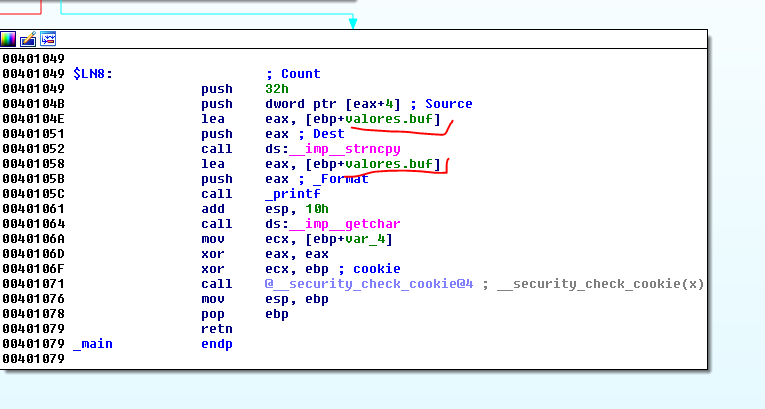 00401049
00401049 $LN8: ; Count
00401049 push 32h
0040104B push dword ptr [eax+4] ; Source
0040104E lea eax, [ebp+valores.buf]
00401051 push eax ; Dest
00401052 call ds:__imp__strncpy
00401058 lea eax, [ebp+valores.buf]
0040105B push eax ; _Format
0040105C call _printf
00401061 add esp, 10h
00401064 call ds:__imp__getchar
0040106A mov ecx, [ebp+var_4]
0040106D xor eax, eax
0040106F xor ecx, ebp ; cookie
00401071 call @__security_check_cookie@4 ; __security_check_cookie(x)
00401076 mov esp, ebp
00401078 pop ebp
00401079 retn
00401079 _main endp
00401079